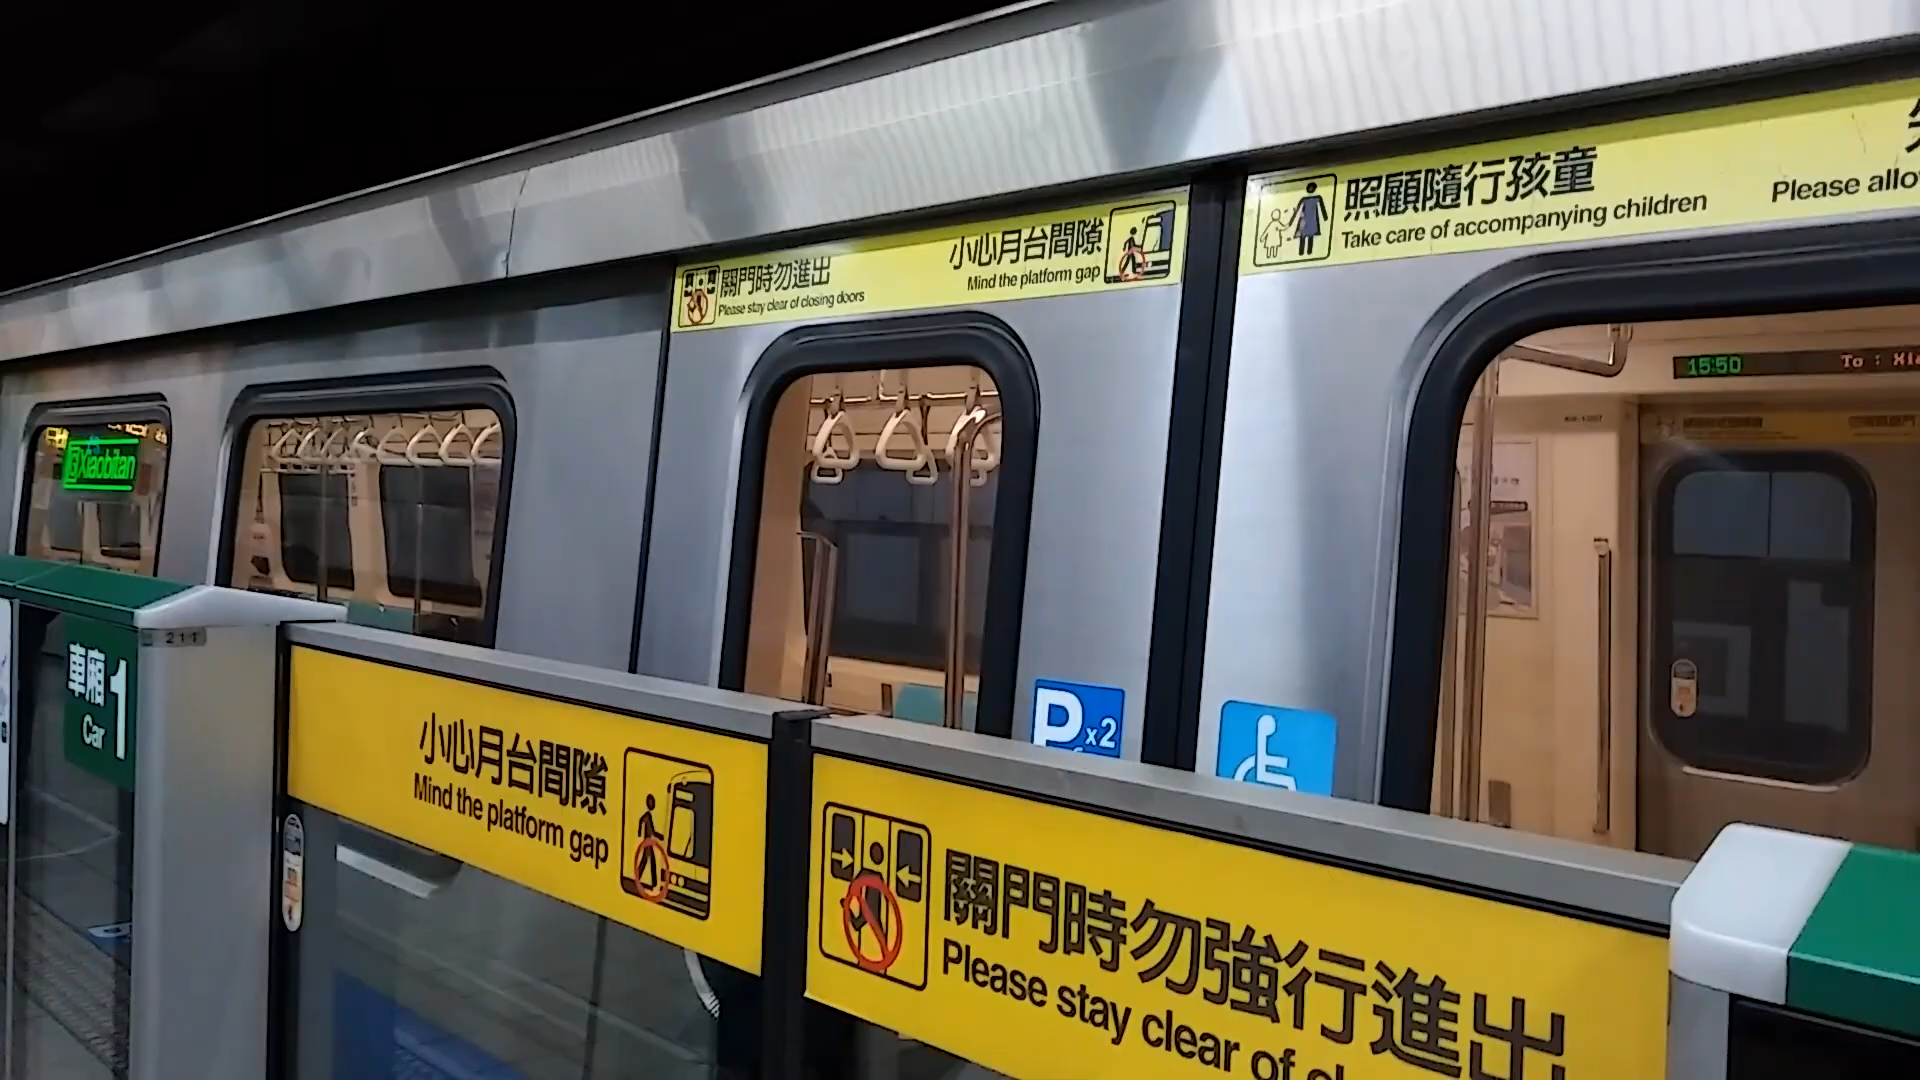 照顧隨行孩童
Take care of accompanying children
Please allo
小心月台間隙
Mind the platform gap
關門時勿進出
Please stay clear of closing doors
15:50
To : Xia
Xiaobitan
211
車廂
Car
1
小心月台間隙
Mind the platform gap
P x2
關門時勿強行進出
Please stay clear of cl